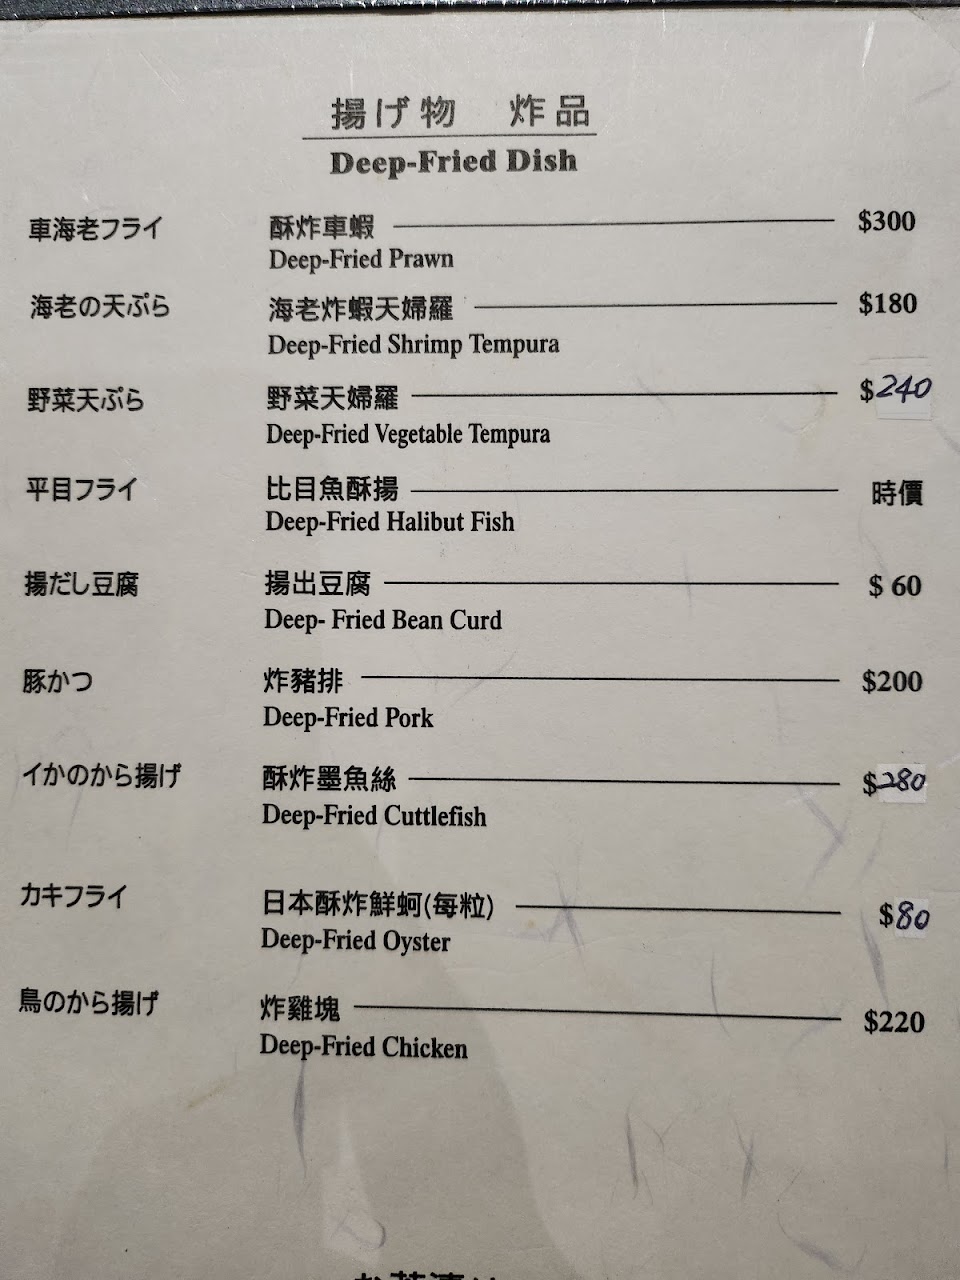 揚げ物 炸品
Deep-Fried Dish
車海老フライ 酥炸車蝦 $300
Deep-Fried Prawn
海老の天ぷら 海老炸蝦天婦羅 $180
Deep-Fried Shrimp Tempura
野菜天ぷら 野菜天婦羅 $240
Deep-Fried Vegetable Tempura
平目フライ 比目魚酥揚 時價
Deep-Fried Halibut Fish
揚だし豆腐 揚出豆腐 $ 60
Deep- Fried Bean Curd
豚かつ 炸豬排 $200
Deep-Fried Pork
イかのから揚げ 酥炸墨魚絲 $280
Deep-Fried Cuttlefish
カキフライ 日本酥炸鮮蚵(每粒) $80
Deep-Fried Oyster
鳥のから揚げ 炸雞塊 $220
Deep-Fried Chicken